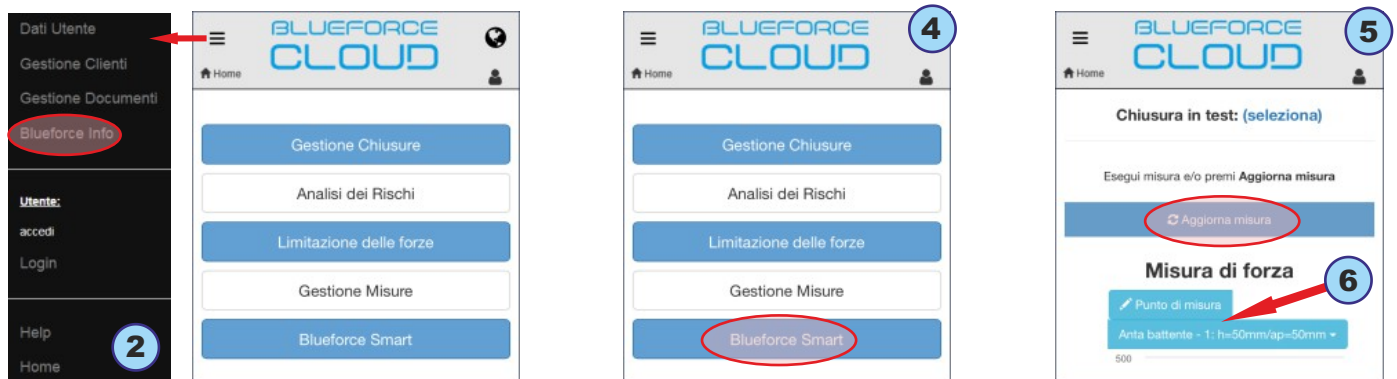 Dati Utente
Gestione Clienti
Gestione Documenti
Blueforce Info
Utente:
accedi
Login
Help
Home
2
BLUEFORCE
CLOUD
Home
Gestione Chiusure
Analisi dei Rischi
Limitazione delle forze
Gestione Misure
Blueforce Smart
4
BLUEFORCE
CLOUD
Home
Gestione Chiusure
Analisi dei Rischi
Limitazione delle forze
Gestione Misure
Blueforce Smart
5
BLUEFORCE
CLOUD
Home
Chiusura in test: (seleziona)
Esegui misura e/o premi Aggiorna misura
Aggiorna misura
Misura di forza
6
Punto di misura
Anta battente - 1: h=50mm/ap=50mm
500